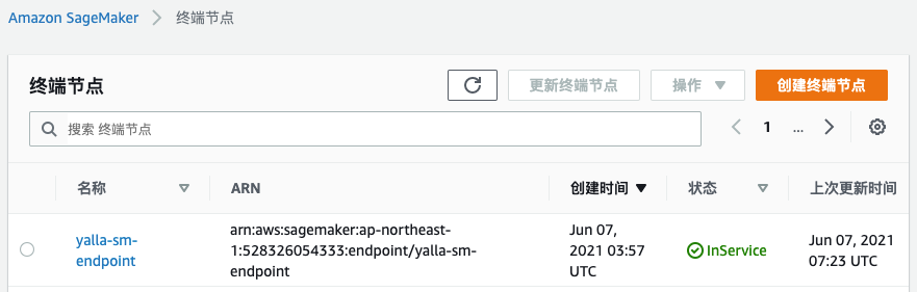 Amazon SageMaker > 终端节点
终端节点
更新终端节点
操作
创建终端节点
搜索 终端节点
1 ...
名称 ARN 创建时间 状态 上次更新时间
yalla-sm-
endpoint
arn:aws:sagemaker:ap-northeast-
1:528326054333:endpoint/yalla-sm-
endpoint
Jun 07,
2021 03:57
UTC
InService
Jun 07, 2021
07:23 UTC